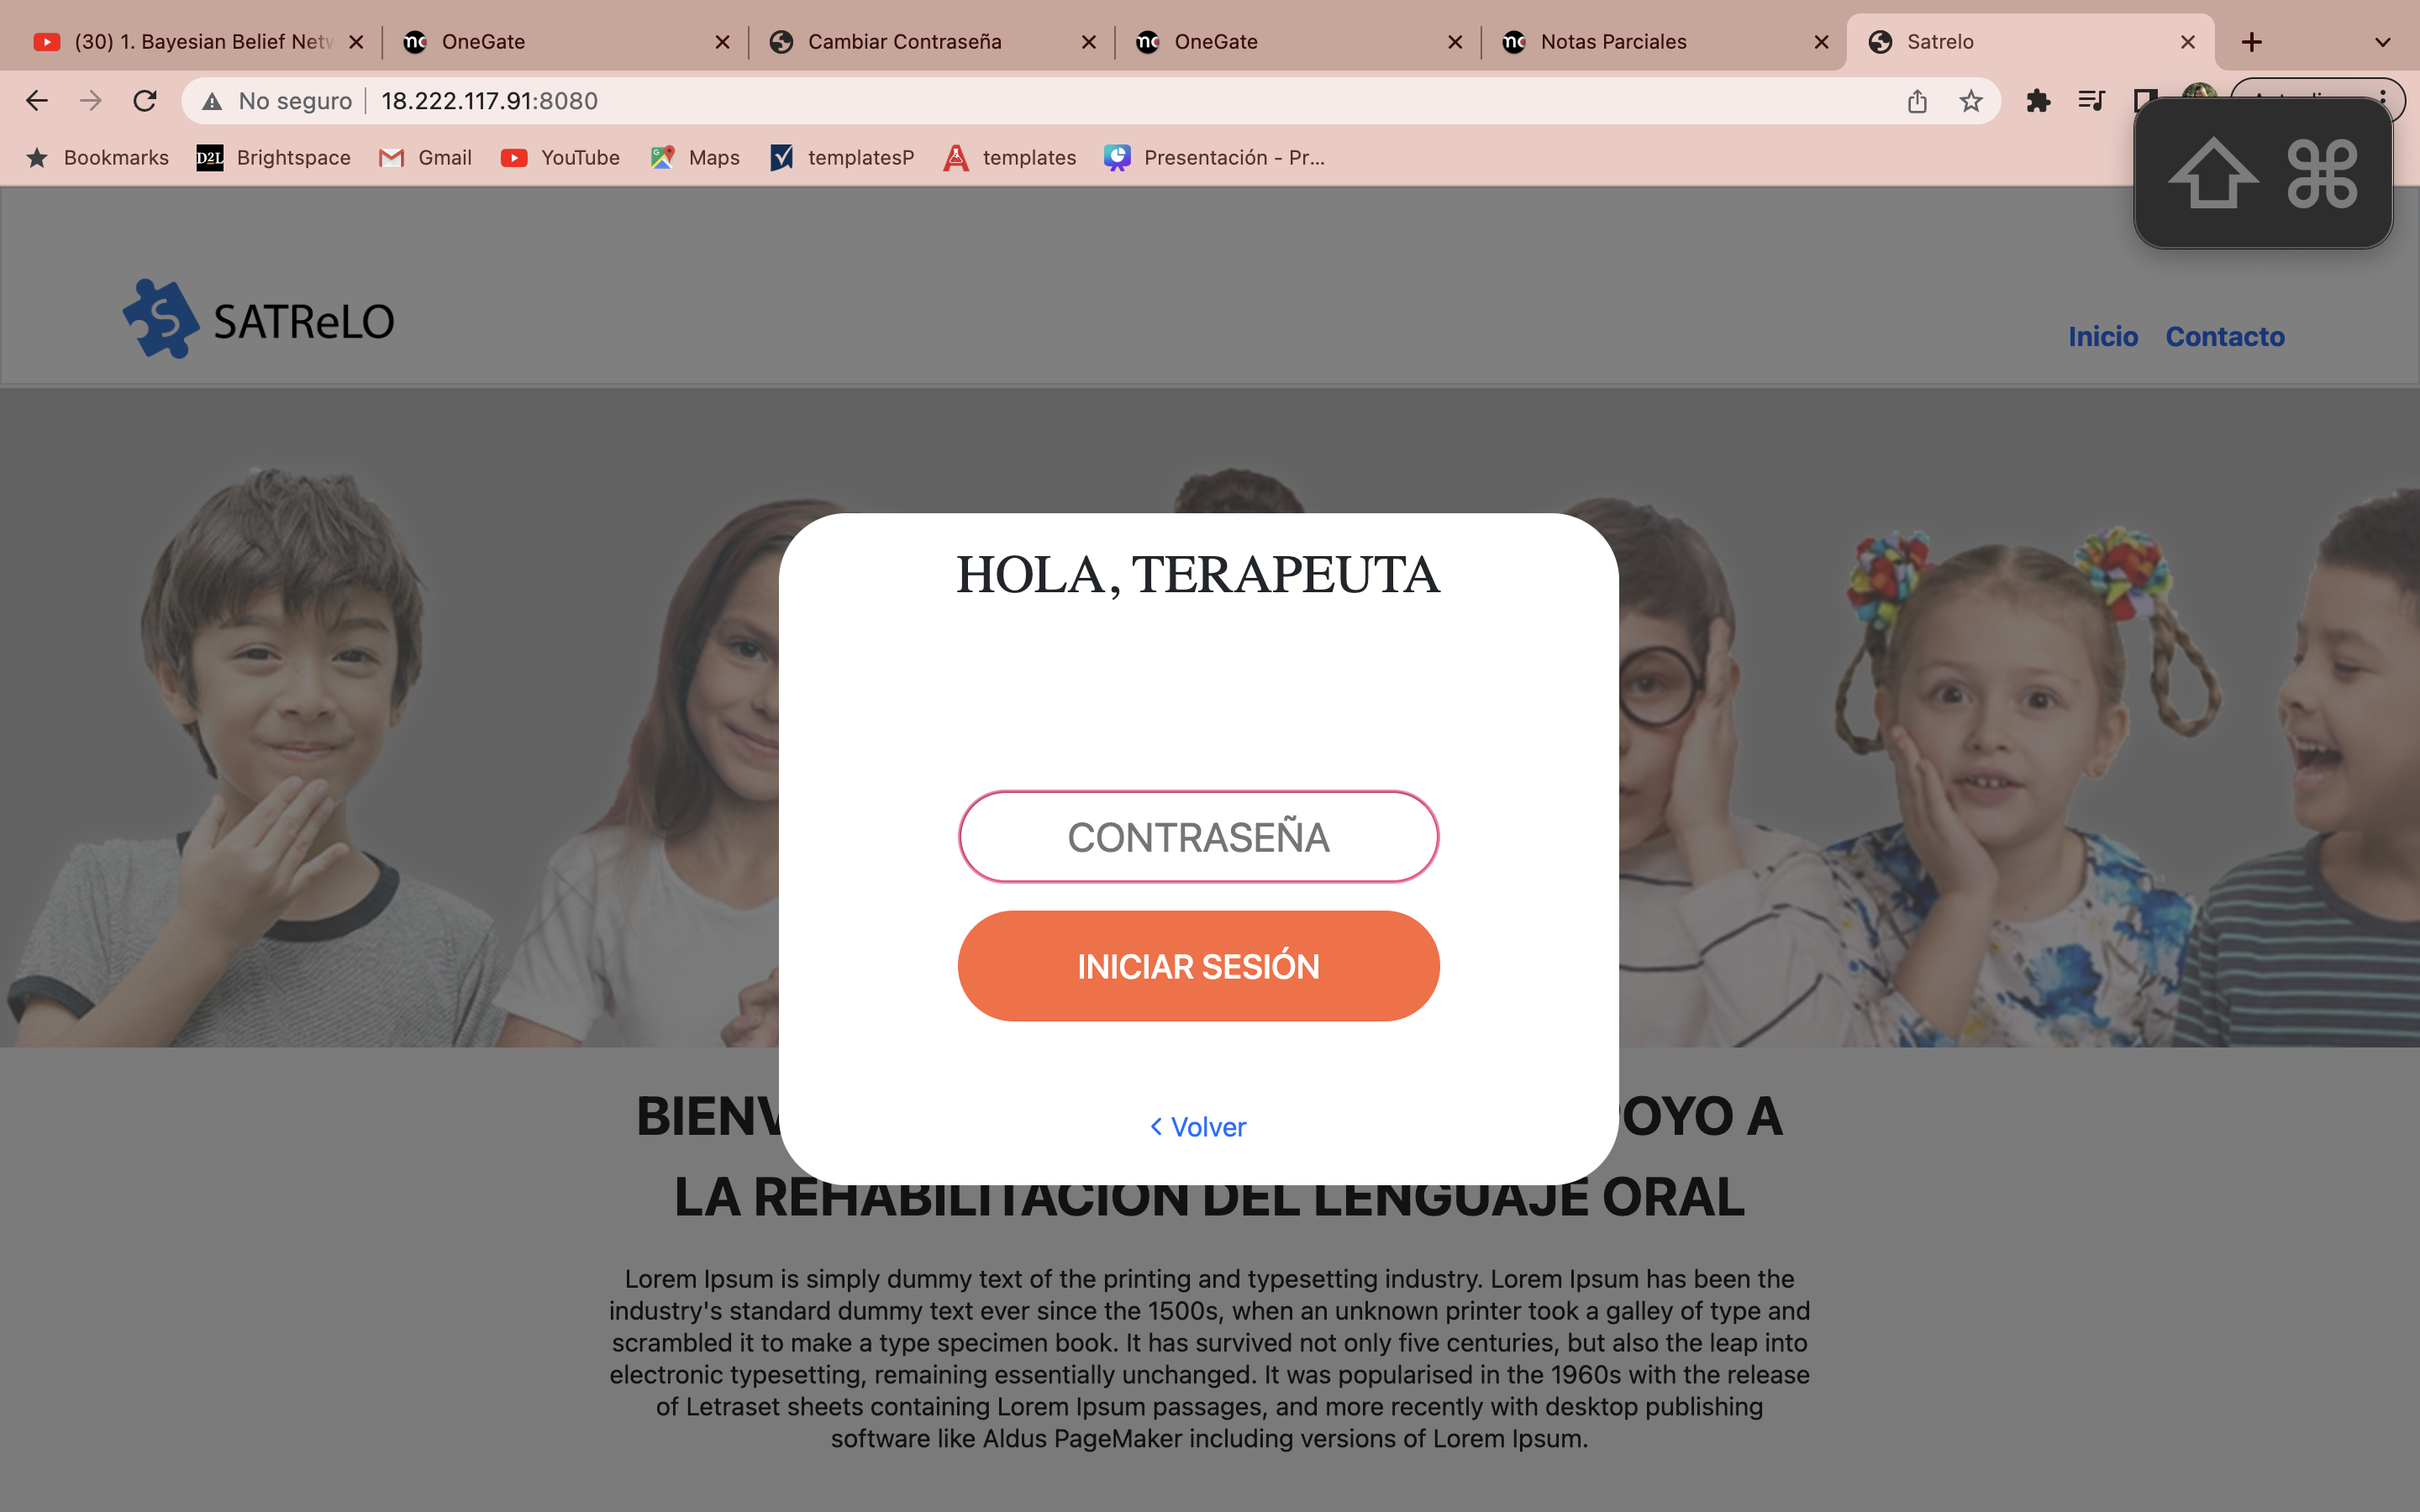 (30) 1. Bayesian Belief Netw
OneGate
Cambiar Contraseña
OneGate
Notas Parciales
Satrelo
No seguro
18.222.117.91:8080
Bookmarks
D2L
Brightspace
Gmail
YouTube
Maps
templatesP
templates
Presentación - Pr...
S
SATReLO
Inicio
Contacto
HOLA, TERAPEUTA
CONTRASEÑA
INICIAR SESIÓN
Volver
LA REHABILITACIÓN DEL LENGUAJE ORAL
Lorem Ipsum is simply dummy text of the printing and typesetting industry. Lorem Ipsum has been the
industry's standard dummy text ever since the 1500s, when an unknown printer took a galley of type and
scrambled it to make a type specimen book. It has survived not only five centuries, but also the leap into
electronic typesetting, remaining essentially unchanged. It was popularised in the 1960s with the release
of Letraset sheets containing Lorem Ipsum passages, and more recently with desktop publishing
software like Aldus PageMaker including versions of Lorem Ipsum.